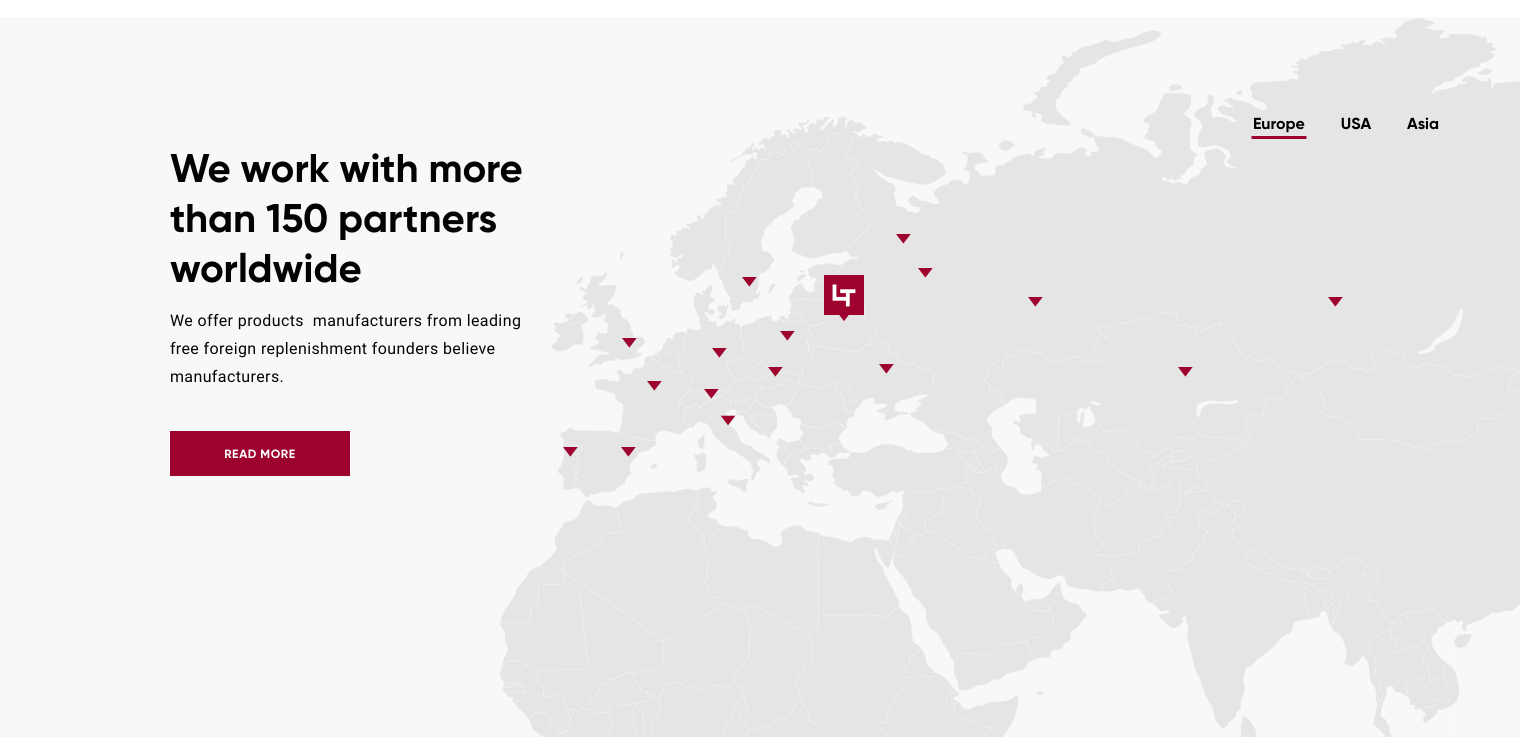 Europe USA Asia
We work with more
than 150 partners
worldwide
We offer products  manufacturers from leading
free foreign replenishment founders believe
manufacturers.
READ MORE
LT